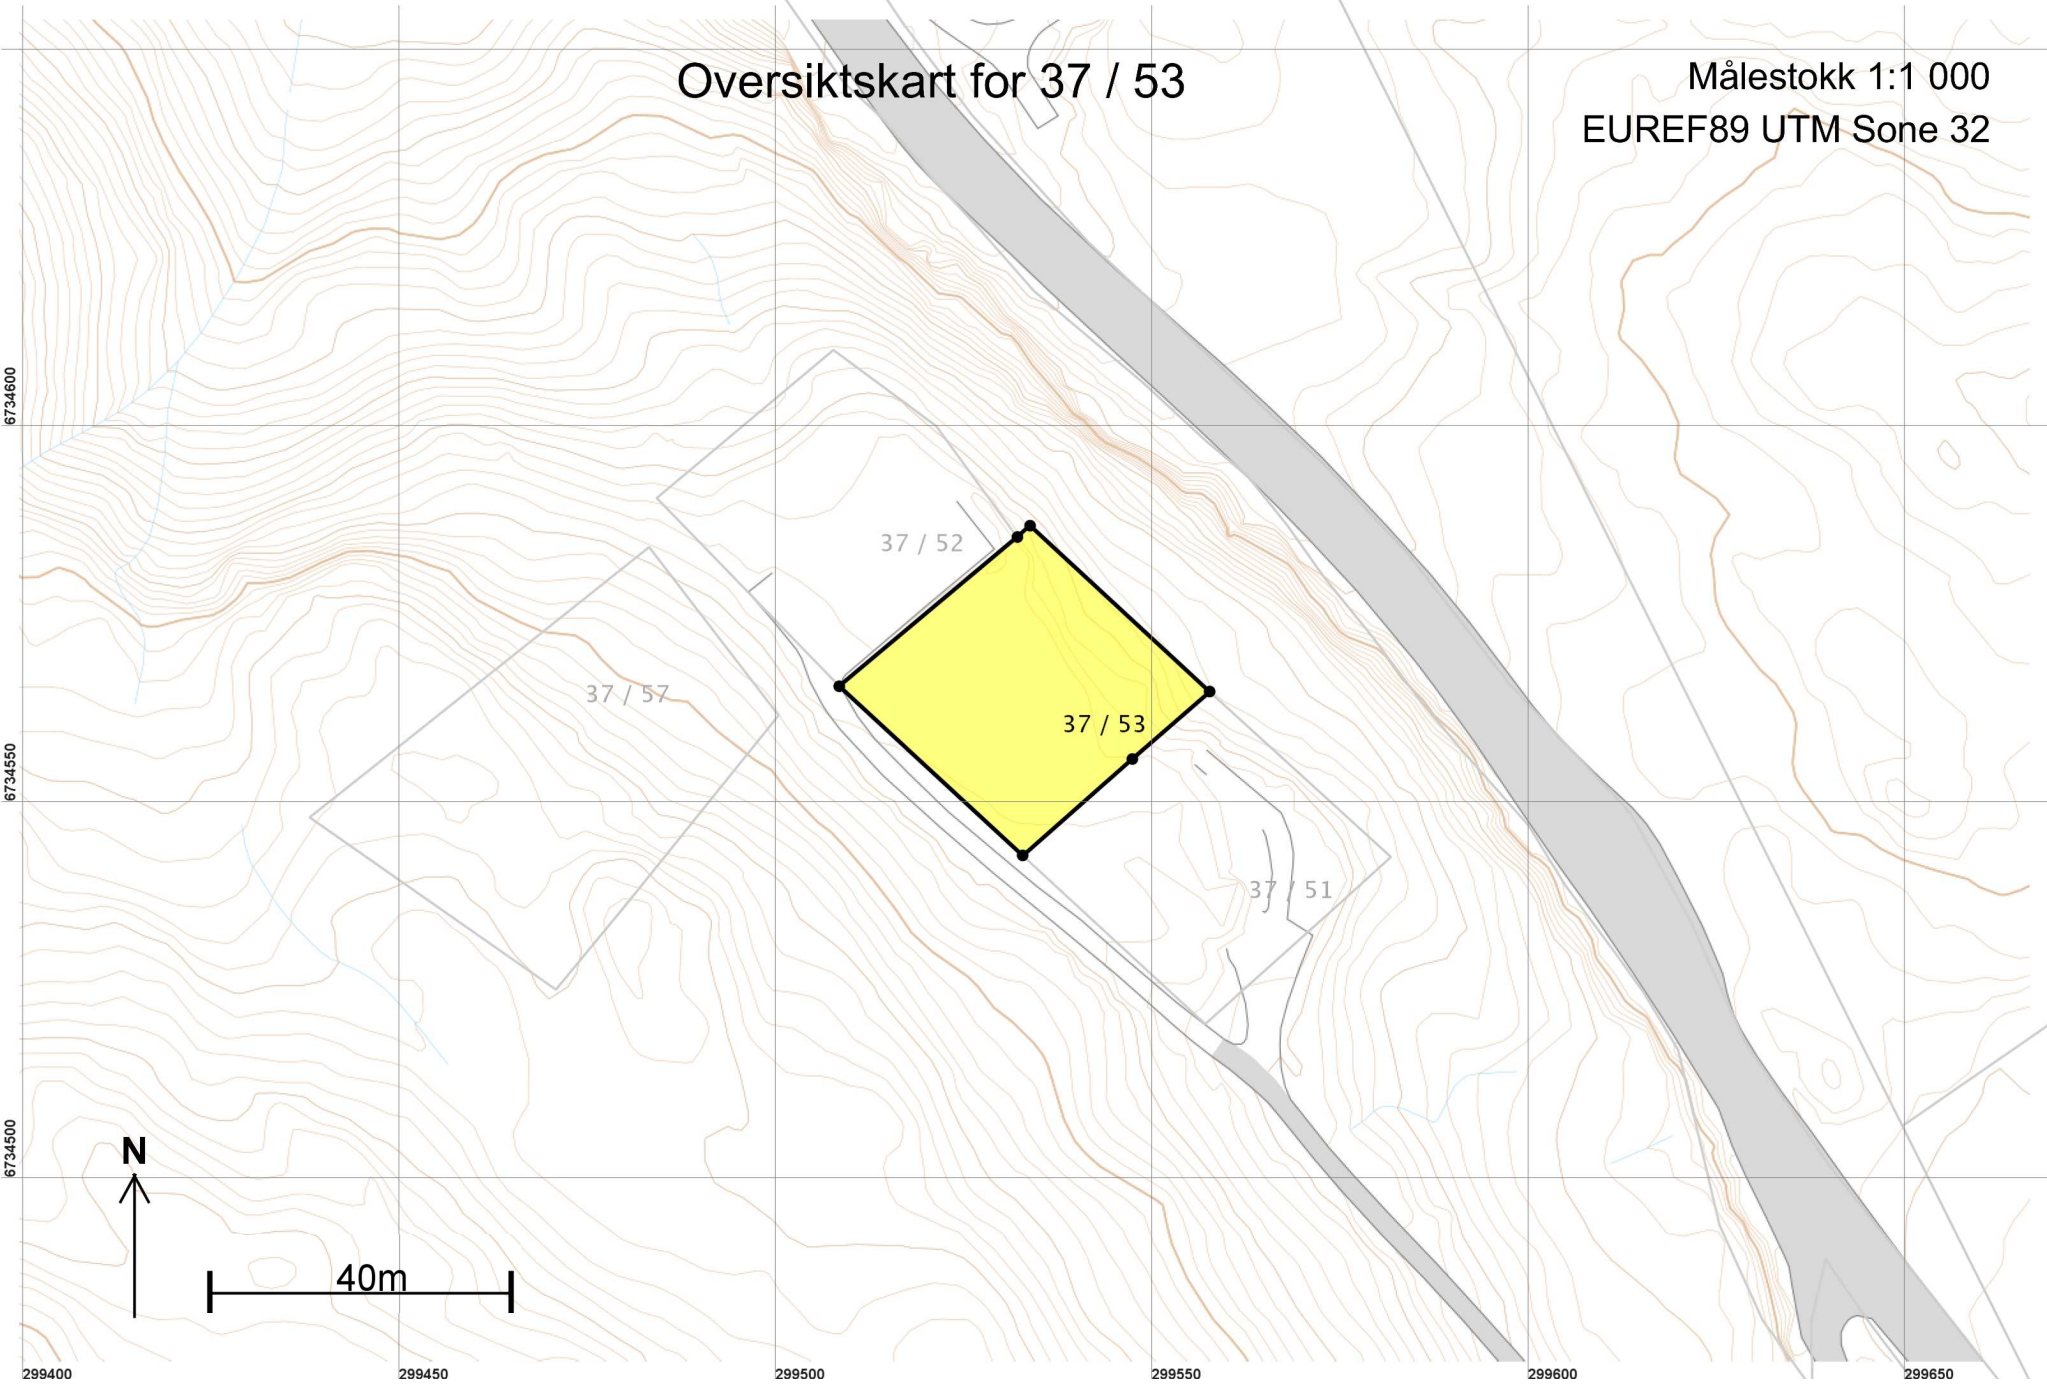 Oversiktskart for 37 / 53
Målestokk 1:1 000
EUREF89 UTM Sone 32
6734600
37 / 52
37 / 57
37 / 53
6734550
37 / 51
6734500
N
40m
299400
299450
299500
299550
299600
299650